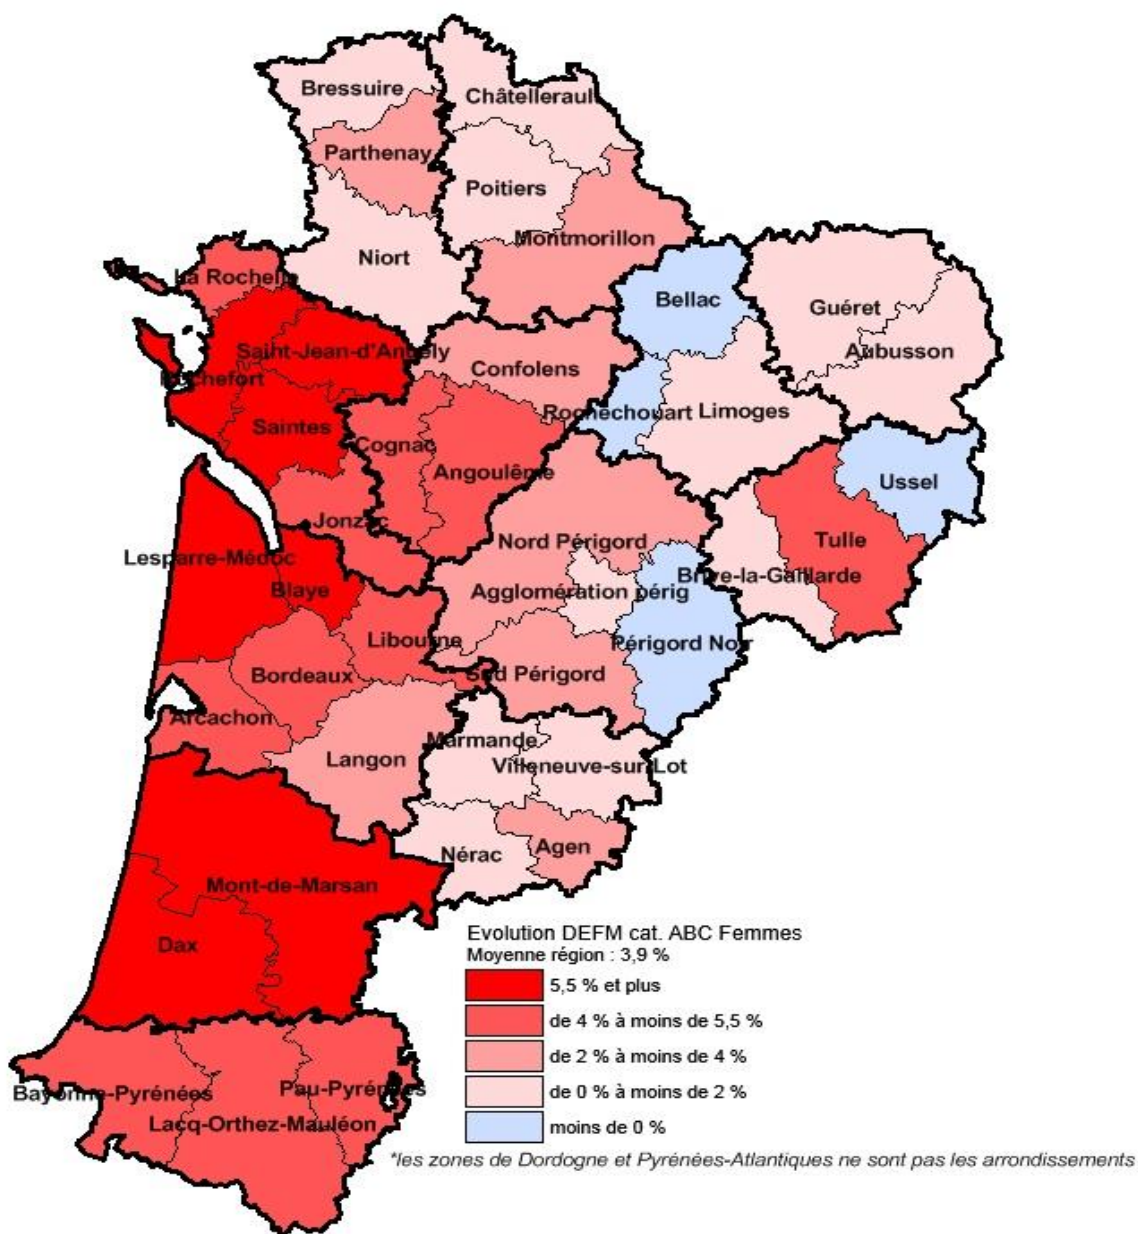 Bressuire
Châtellerault
Parthenay
Poitiers
Montmorillon
Niort
La Rochelle
Bellac
Guéret
Aubusson
Saint-Jean-d'Angély
Rochefort
Confolens
Rochechouart
Limoges
Saintes
Cognac
Angoulême
Ussel
Jonzac
Nord Périgord
Tulle
Lesparre-Médoc
Blaye
Agglomération périg
Brive-la-Gaillarde
Libourne
Périgord Noir
Bordeaux
Sud Périgord
Arcachon
Langon
Marmande
Villeneuve-sur-Lot
Nérac
Agen
Mont-de-Marsan
Dax
Bayonne-Pyrénées
Pau-Pyrénées
Lacq-Orthez-Mauléon
Evolution DEFM cat. ABC Femmes
Moyenne région : 3,9 %
5,5 % et plus
de 4 % à moins de 5,5 %
de 2 % à moins de 4 %
de 0 % à moins de 2 %
moins de 0 %
*les zones de Dordogne et Pyrénées-Atlantiques ne sont pas les arrondissements